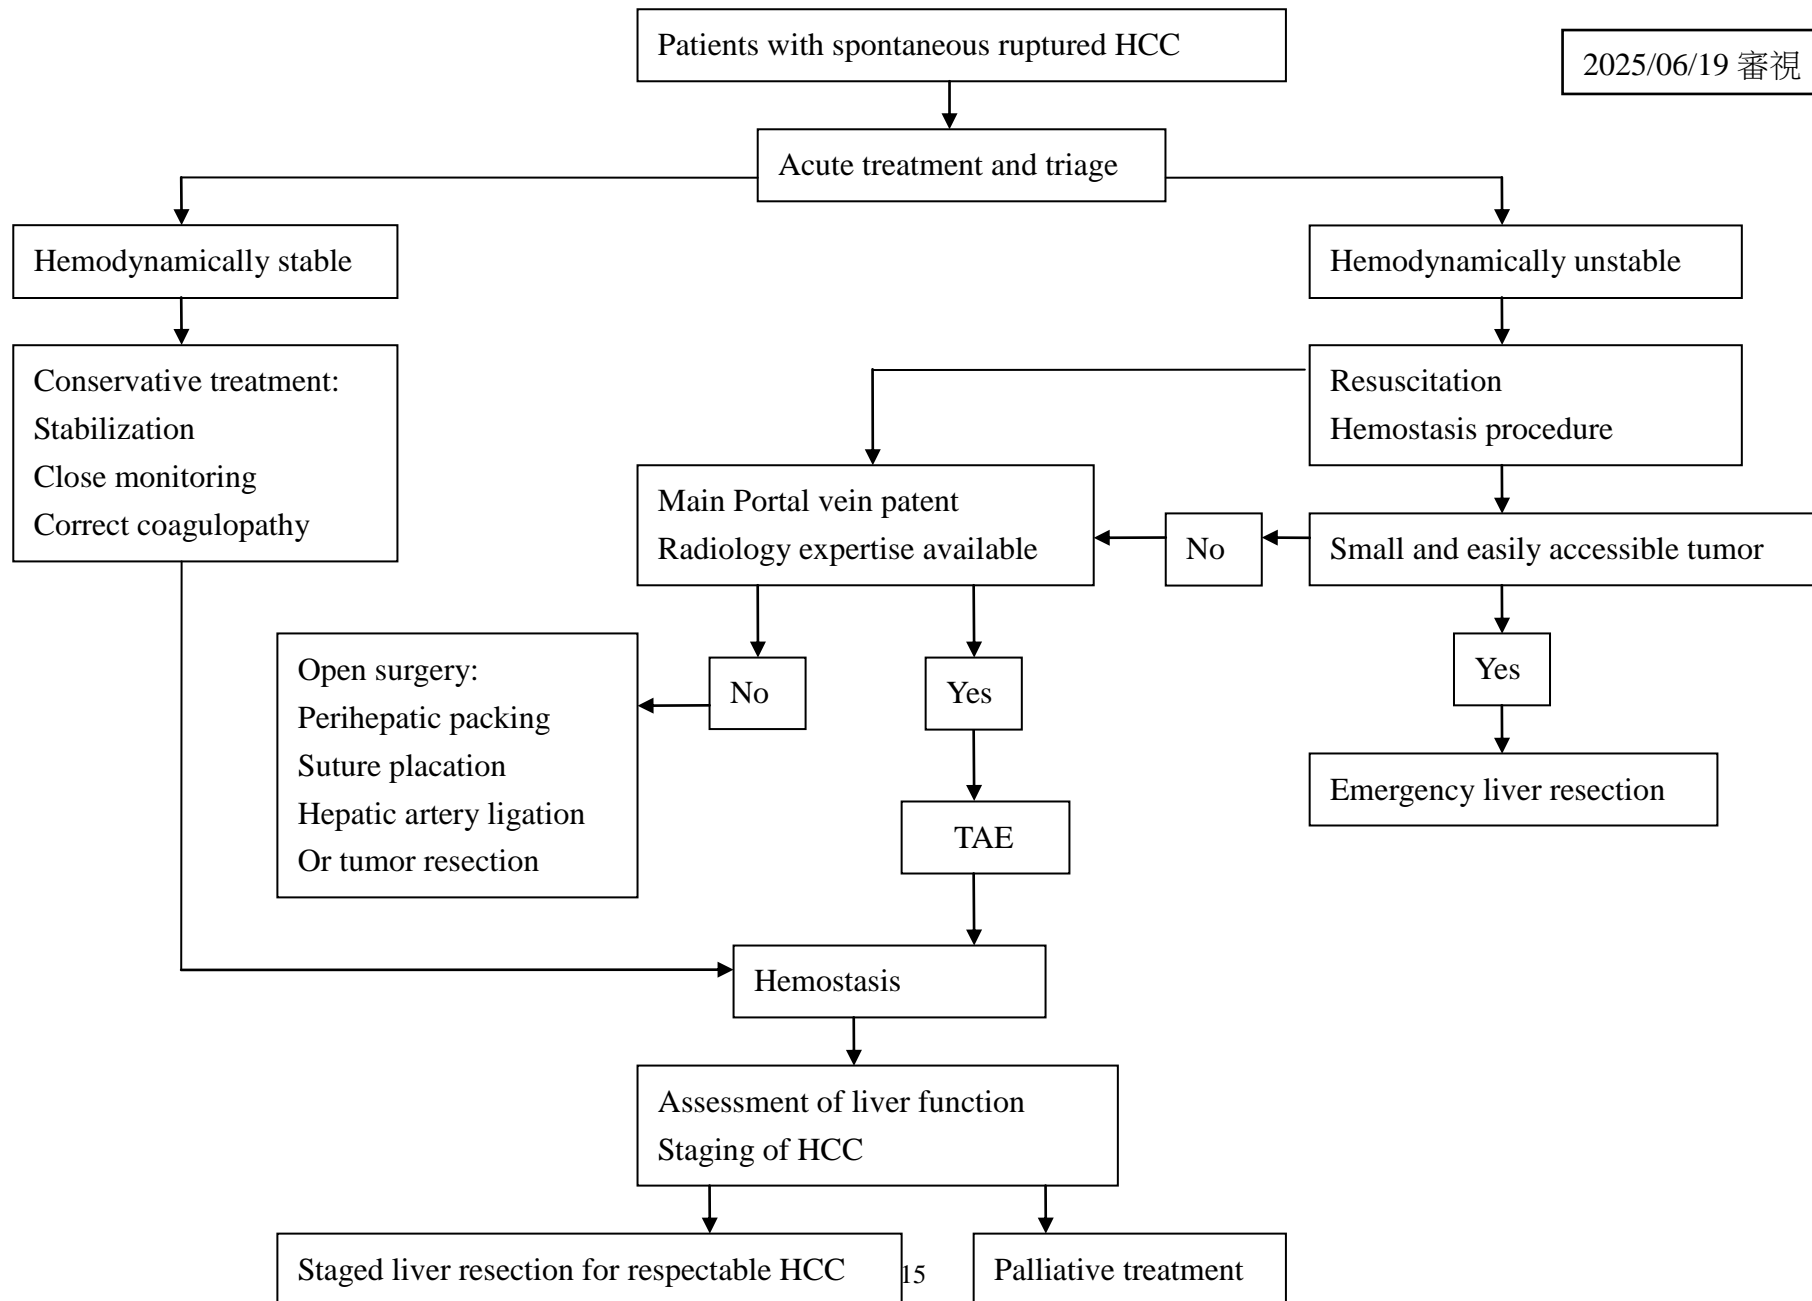 Patients with spontaneous ruptured HCC
2025/06/19 審視
Acute treatment and triage
Hemodynamically stable
Hemodynamically unstable
Conservative treatment:
Stabilization
Close monitoring
Correct coagulopathy
Resuscitation
Hemostasis procedure
Main Portal vein patent
Radiology expertise available
No
Small and easily accessible tumor
Open surgery:
Perihepatic packing
Suture placation
Hepatic artery ligation
Or tumor resection
No
Yes
Yes
TAE
Emergency liver resection
Hemostasis
Assessment of liver function
Staging of HCC
Staged liver resection for respectable HCC
15
Palliative treatment